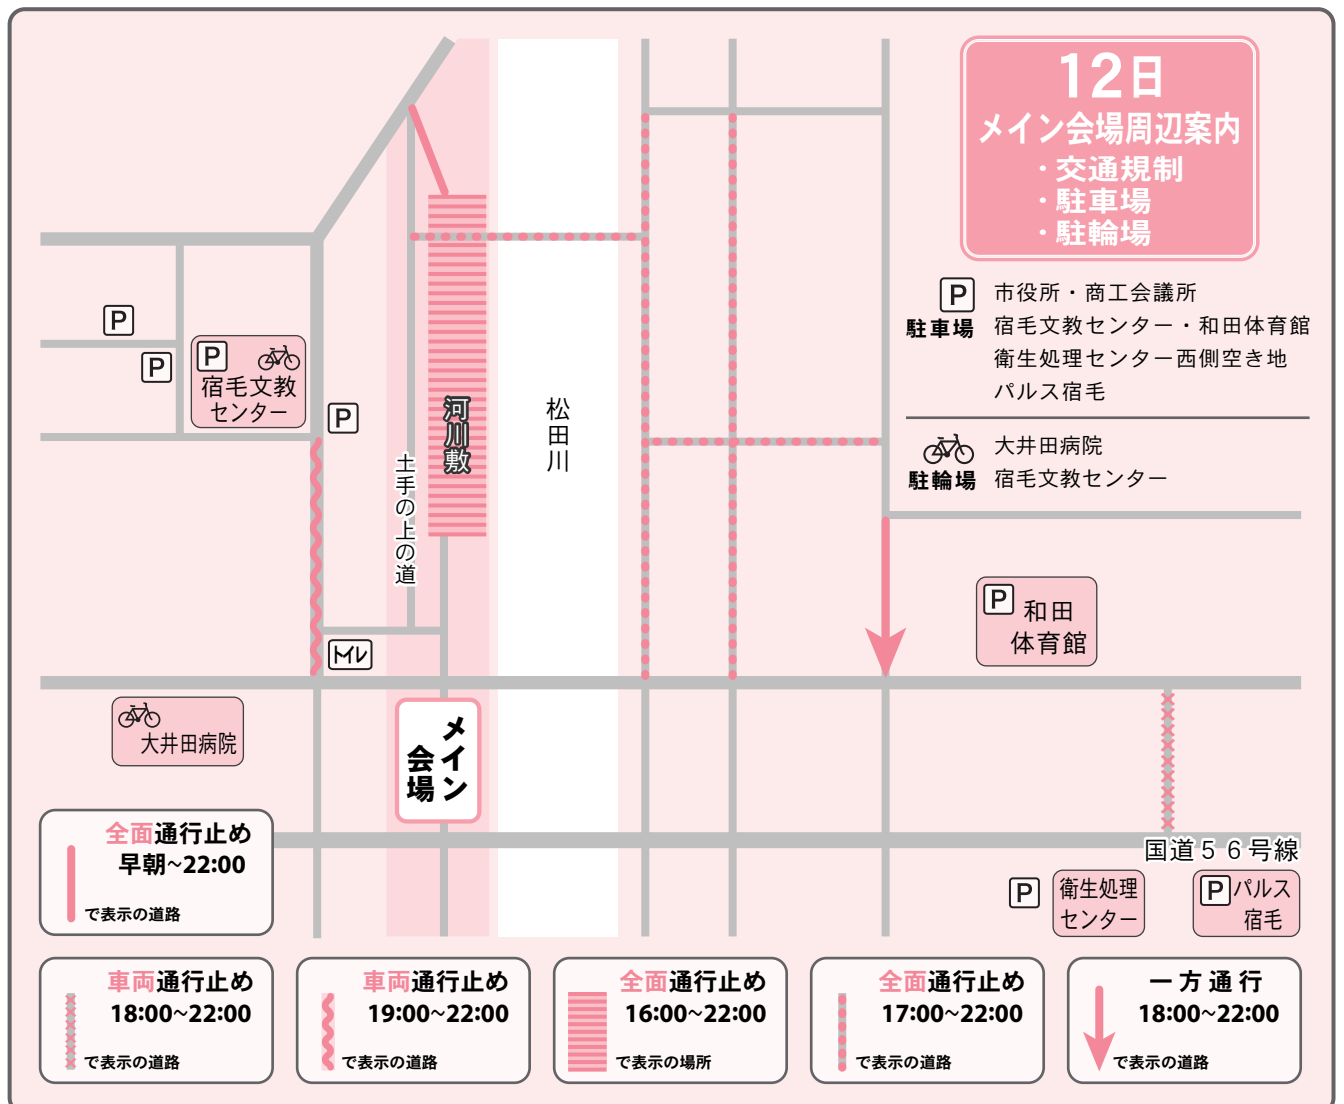 12日
メイン会場周辺案内
・交通規制
・駐車場
・駐輪場
P
駐車場
市役所・商工会議所
宿毛文教センター・和田体育館
衛生処理センター西側空き地
パルス宿毛
駐輪場
大井田病院
宿毛文教センター
P
P
P
宿毛文教
センター
P
河川敷
松田川
土手の上の道
トイレ
P
和田
体育館
大井田病院
メイン
会場
国道56号線
P
衛生処理
センター
P
パルス
宿毛
全面通行止め
早朝~22:00
で表示の道路
車両通行止め
18:00~22:00
で表示の道路
車両通行止め
19:00~22:00
で表示の道路
全面通行止め
16:00~22:00
で表示の場所
全面通行止め
17:00~22:00
で表示の道路
一方通行
18:00~22:00
で表示の道路